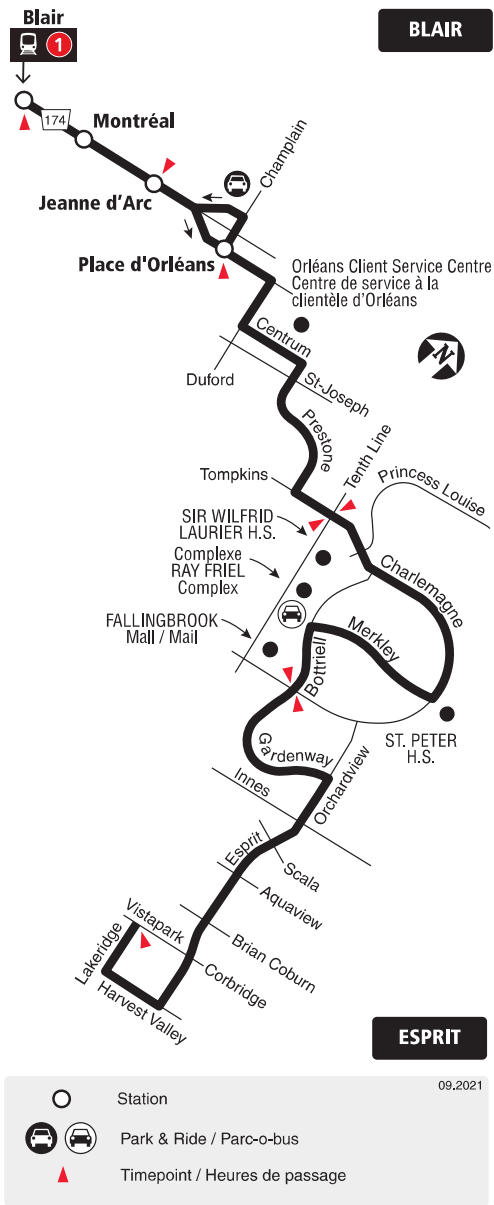 Blair
1
BLAIR
174
Montréal
Champlain
Jeanne d'Arc
Place d'Orléans
Orléans Client Service Centre
Centre de service à la
clientèle d'Orléans
Centrum
N
Duford
St-Joseph
Prestone
Tenth Line
Tompkins
Princess Louise
SIR WILFRID
LAURIER H.S.
Complexe
RAY FRIEL
Complex
Charlemagne
FALLINGBROOK
Mall / Mail
Merkley
Bottriell
ST. PETER
H.S.
Gardenway
Orchardview
Innes
Esprit
Scala
Aquaview
Vistapark
Brian Coburn
Lakeridge
Corbridge
Harvest Valley
ESPRIT
09.2021
Station
Park & Ride / Parc-o-bus
Timepoint / Heures de passage